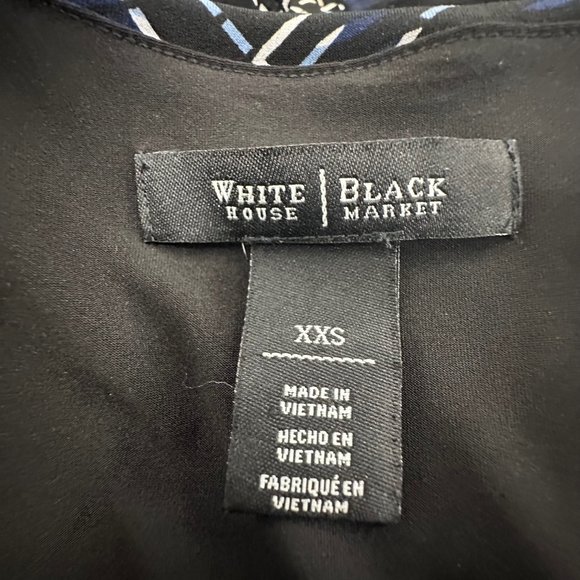 WHITE | BLACK
HOUSE | MARKET
XXS
MADE IN
VIETNAM
HECHO EN
VIETNAM
FABRIQUÉ EN
VIETNAM